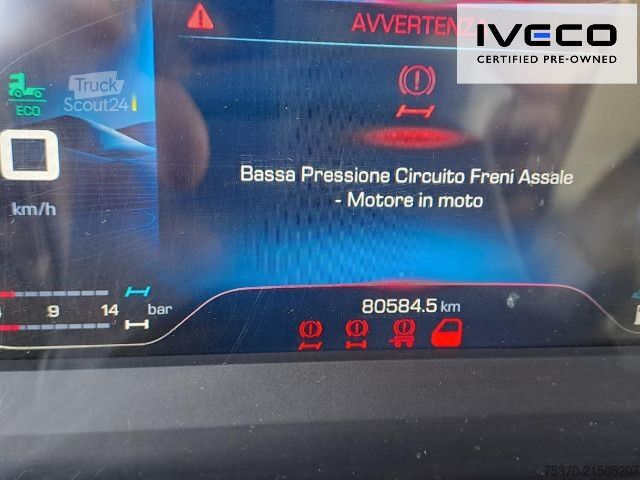 AVVERTENZA
IVECO
CERTIFIED PRE-OWNED
Truck
Scout24
ECO
Bassa Pressione Circuito Freni Assale
- Motore in moto
km/h
9 14 bar
80584.5 km
75370-21505207